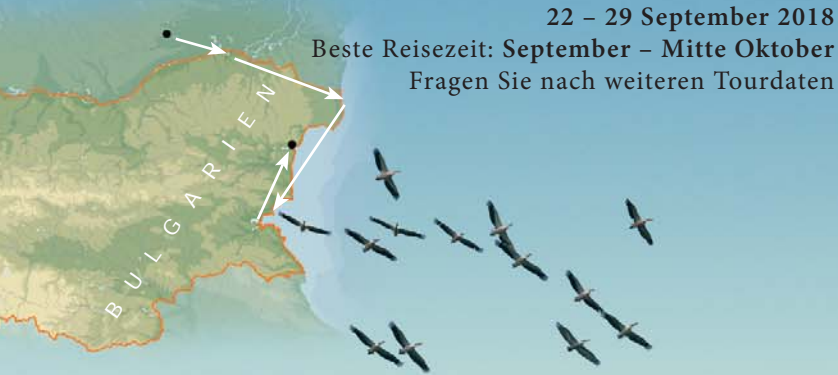 22 – 29 September 2018
Beste Reisezeit: September – Mitte Oktober
Fragen Sie nach weiteren Tourdaten
BULGARIEN